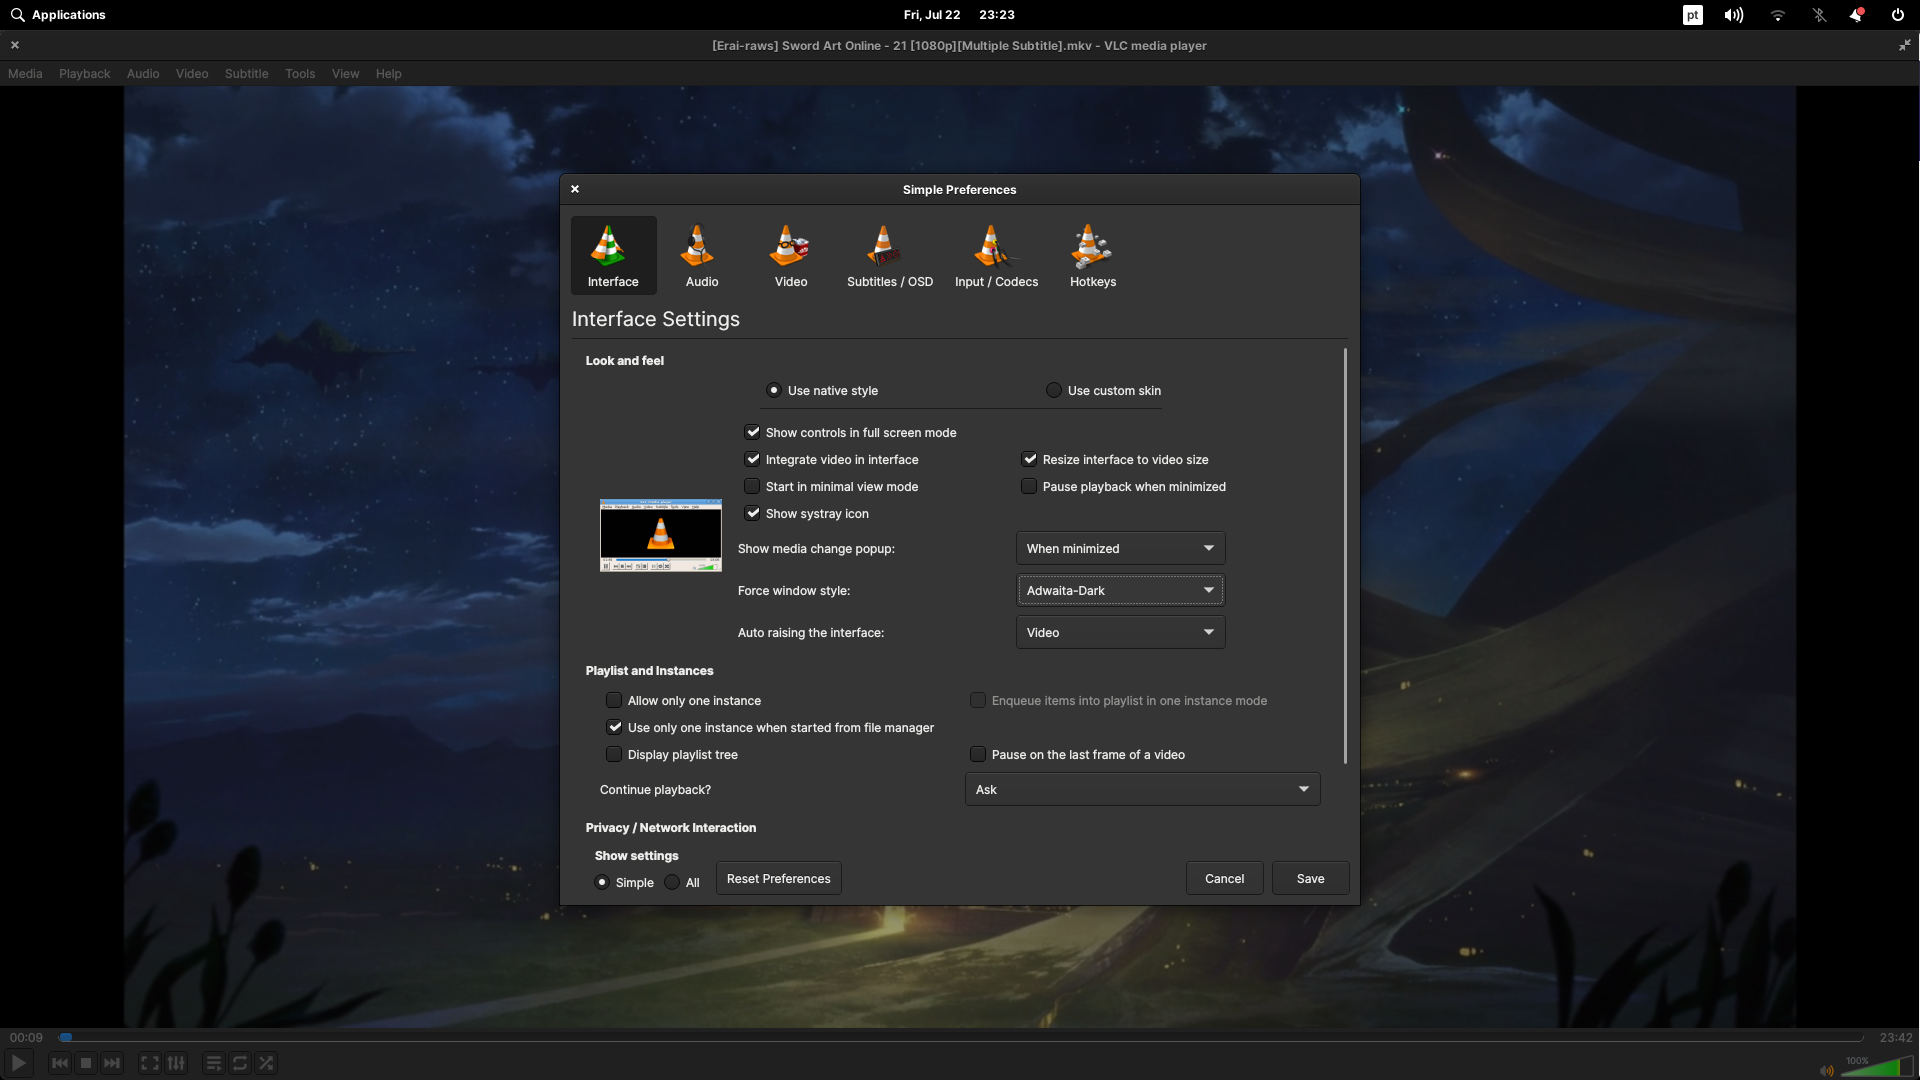 Applications
Fri, Jul 22 23:23
pt
[Erai-raws] Sword Art Online - 21 [1080p][Multiple Subtitle].mkv - VLC media player
Media Playback Audio Video Subtitle Tools View Help
Simple Preferences
Interface Audio Video Subtitles / OSD Input / Codecs Hotkeys
Interface Settings
Look and feel
Use native style Use custom skin
Show controls in full screen mode
Integrate video in interface Resize interface to video size
Start in minimal view mode Pause playback when minimized
Show systray icon
Show media change popup: When minimized
Force window style: Adwaita-Dark
Auto raising the interface: Video
Playlist and Instances
Allow only one instance Enqueue items into playlist in one instance mode
Use only one instance when started from file manager
Display playlist tree Pause on the last frame of a video
Continue playback? Ask
Privacy / Network Interaction
Show settings
Simple All Reset Preferences Cancel Save
00:09 23:42
100%